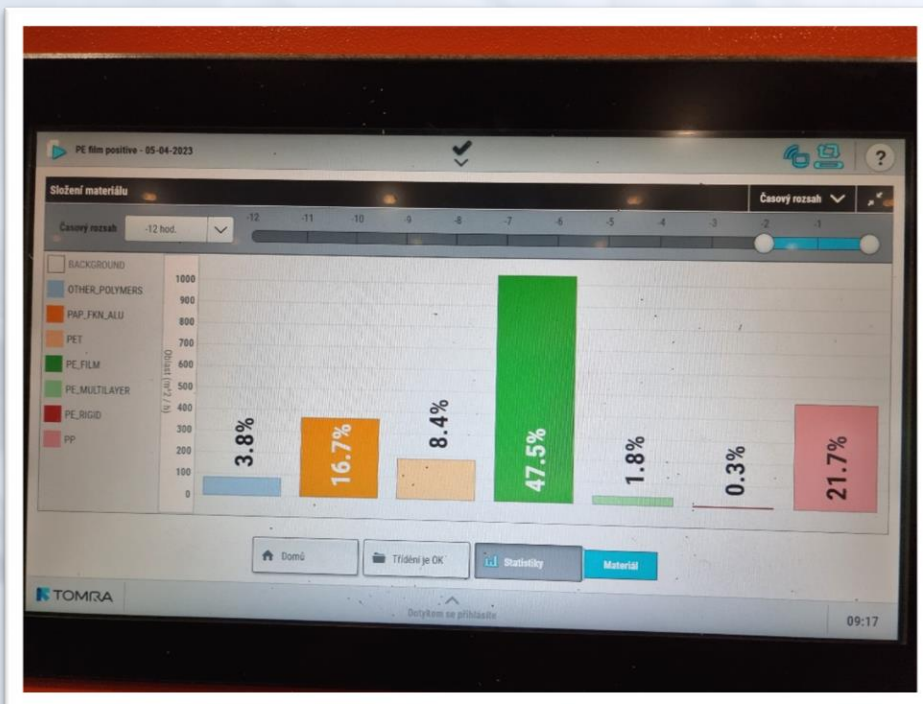 PE film positive - 05-04-2023
?
Složení materiálu
Časový rozsah
Časový rozsah
-12 hod.
-12 -11 -10 -9 -8 -7 -6 -5 -4 -3 -2 -1
BACKGROUND
OTHER_POLYMERS
PAP_FKN_ALU
PET
PE_FILM
PE_MULTILAYER
PE_RIGID
PP
Oblast (m^2 / h)
1000
900
800
700
600
500
400
300
200
100
0
3.8%
16.7%
8.4%
47.5%
1.8%
0.3%
21.7%
Domů
Třídění je OK
Statistiky
Materiál
TOMRA
Dotykem se přihlásíte
09:17